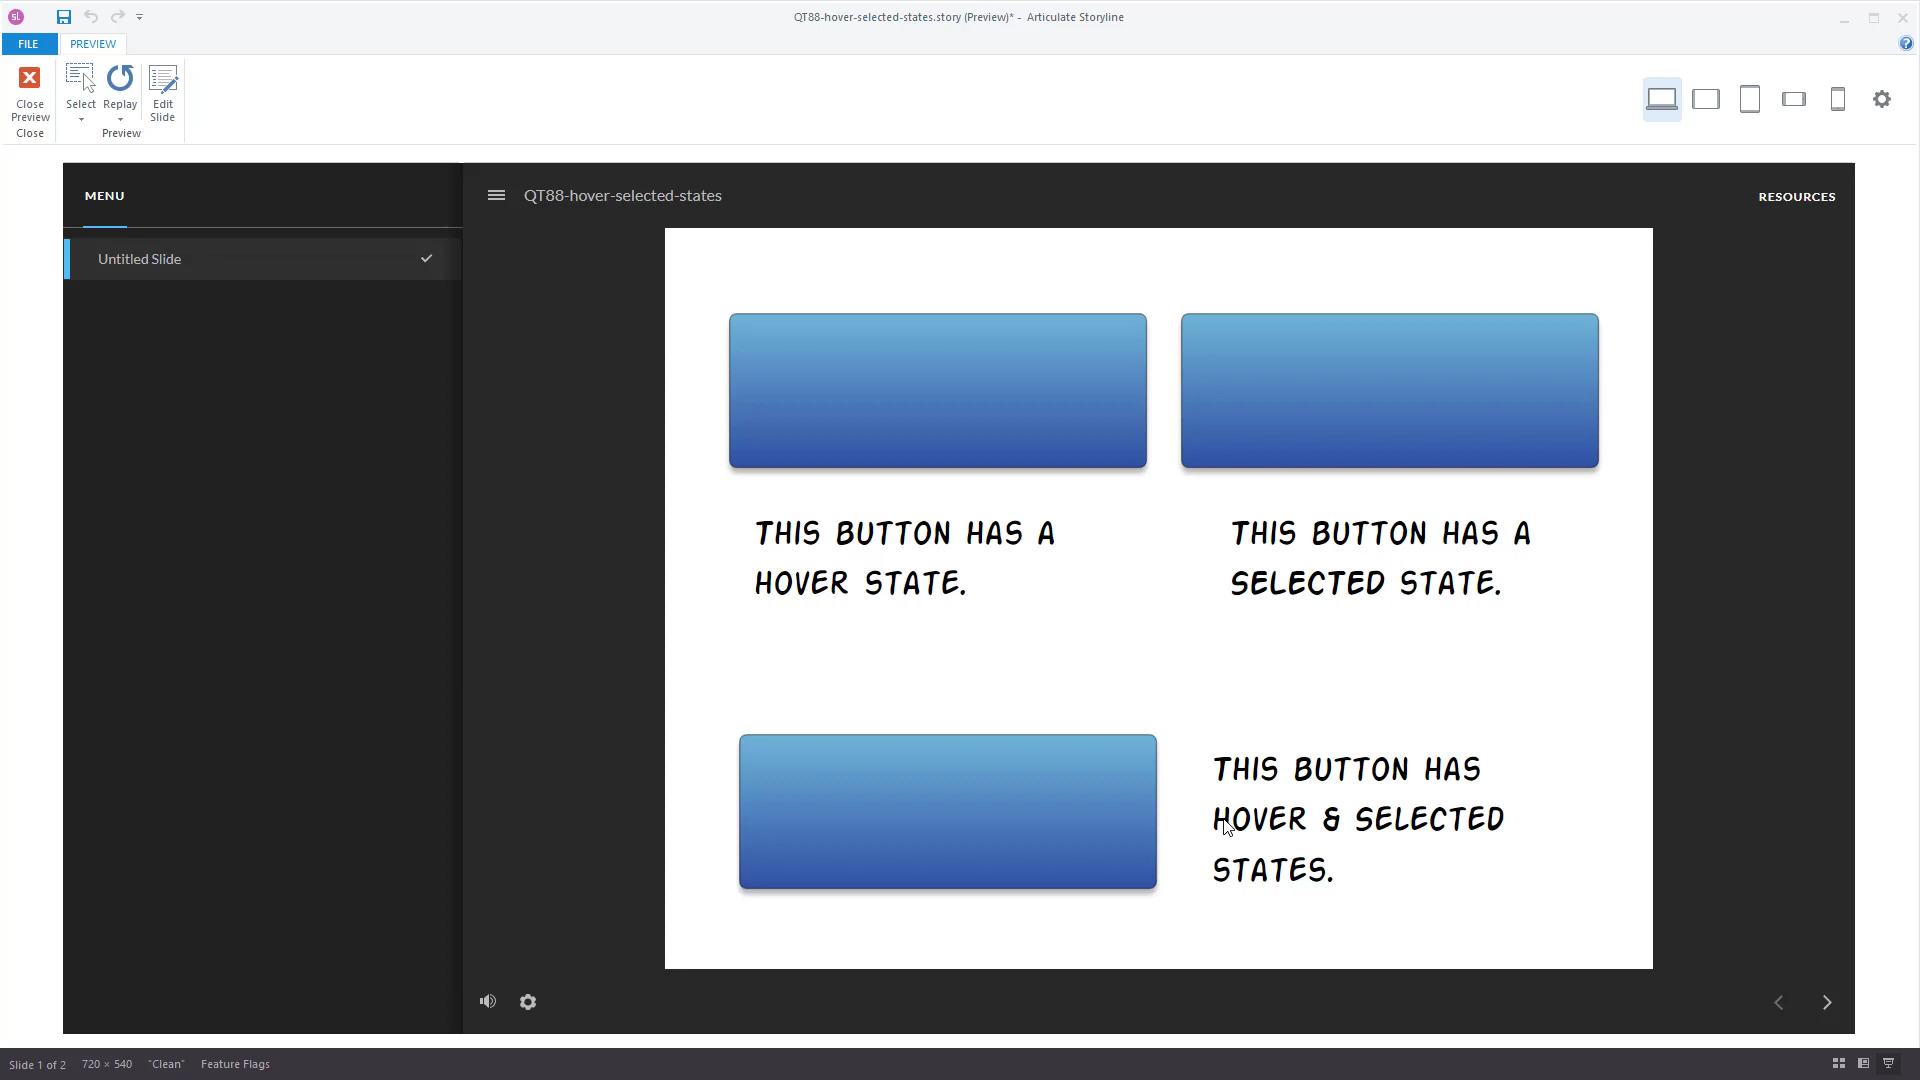 SL
QT88-hover-selected-states.story (Preview)* - Articulate Storyline
FILE
PREVIEW
?
Close
Preview
Select
Replay
Edit
Slide
Close
Preview
MENU
QT88-hover-selected-states
RESOURCES
Untitled Slide
THIS BUTTON HAS A
HOVER STATE.
THIS BUTTON HAS A
SELECTED STATE.
THIS BUTTON HAS
HOVER & SELECTED
STATES.
Slide 1 of 2
720 × 540
"Clean"
Feature Flags